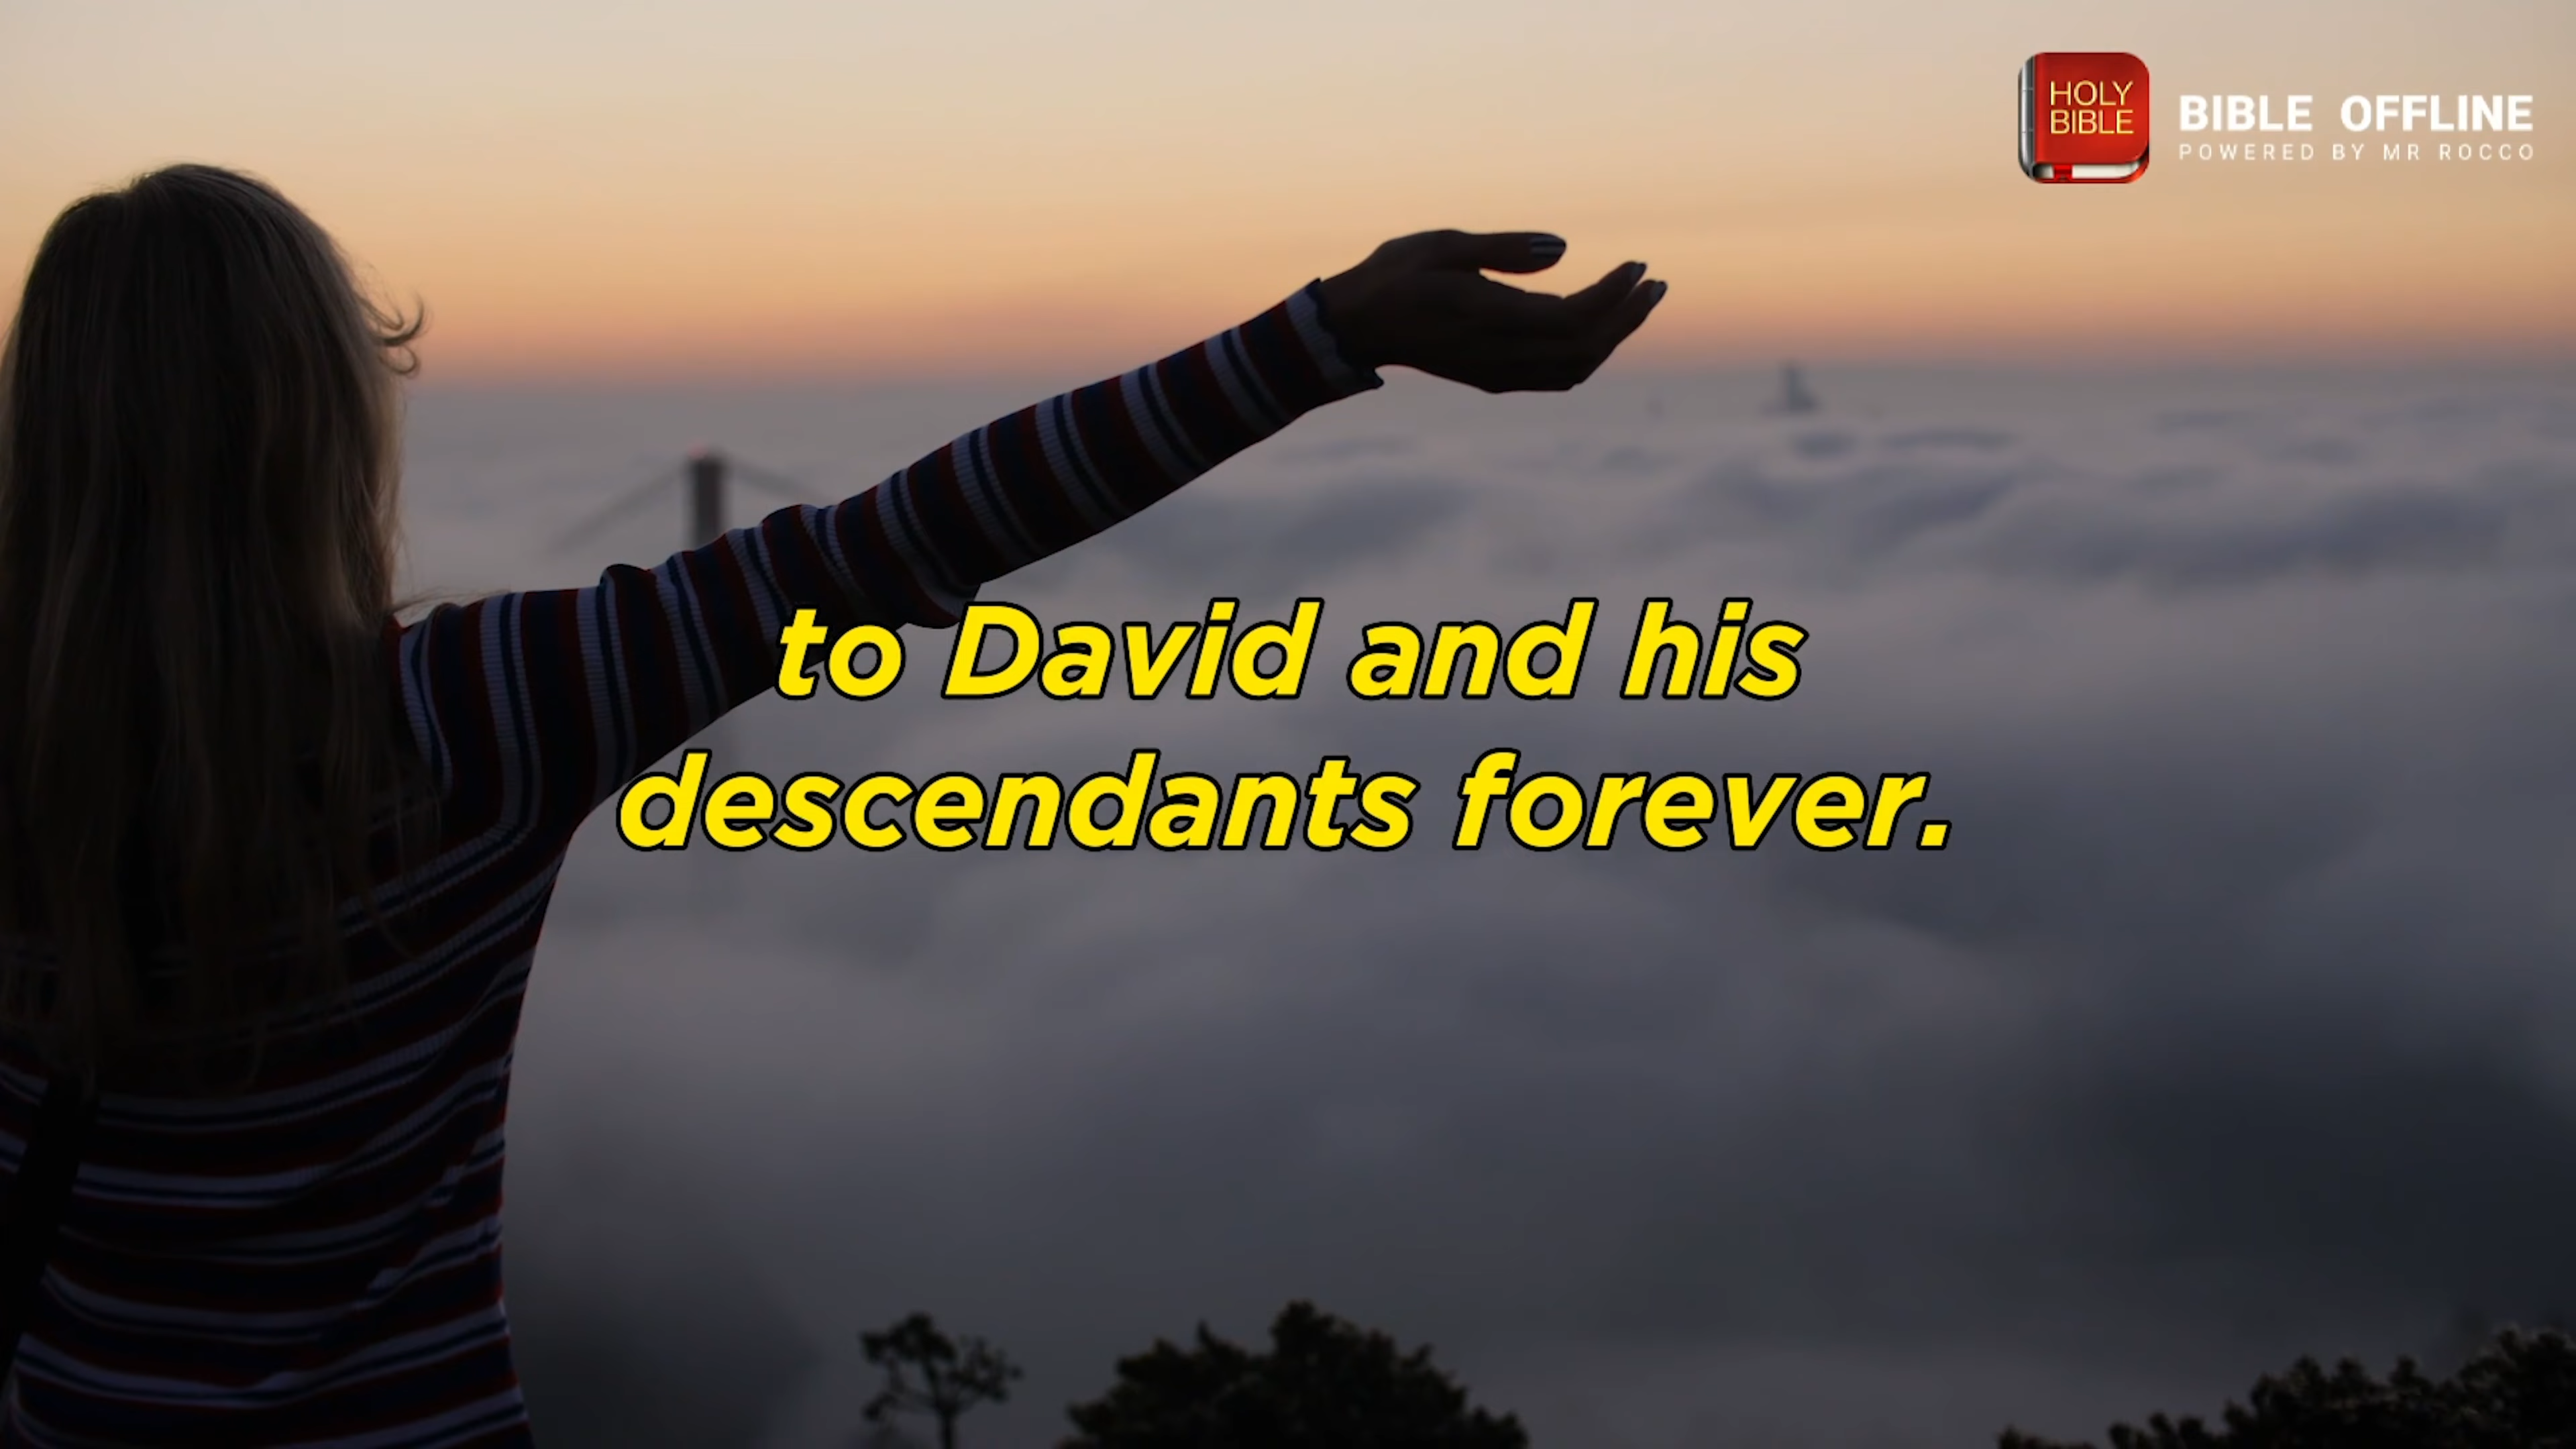 HOLY
BIBLE
BIBLE OFFLINE
POWERED BY MR ROCCO
to David and his
descendants forever.